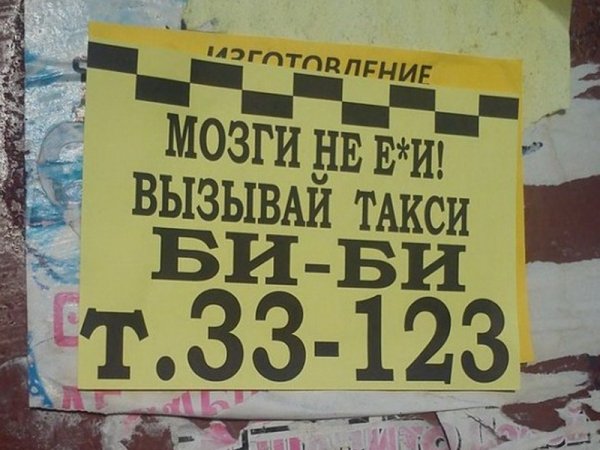 ИЗГОТОВЛЕНИЕ
МОЗГИ НЕ Е*И!
ВЫЗЫВАЙ ТАКСИ
БИ-БИ
т.33-123